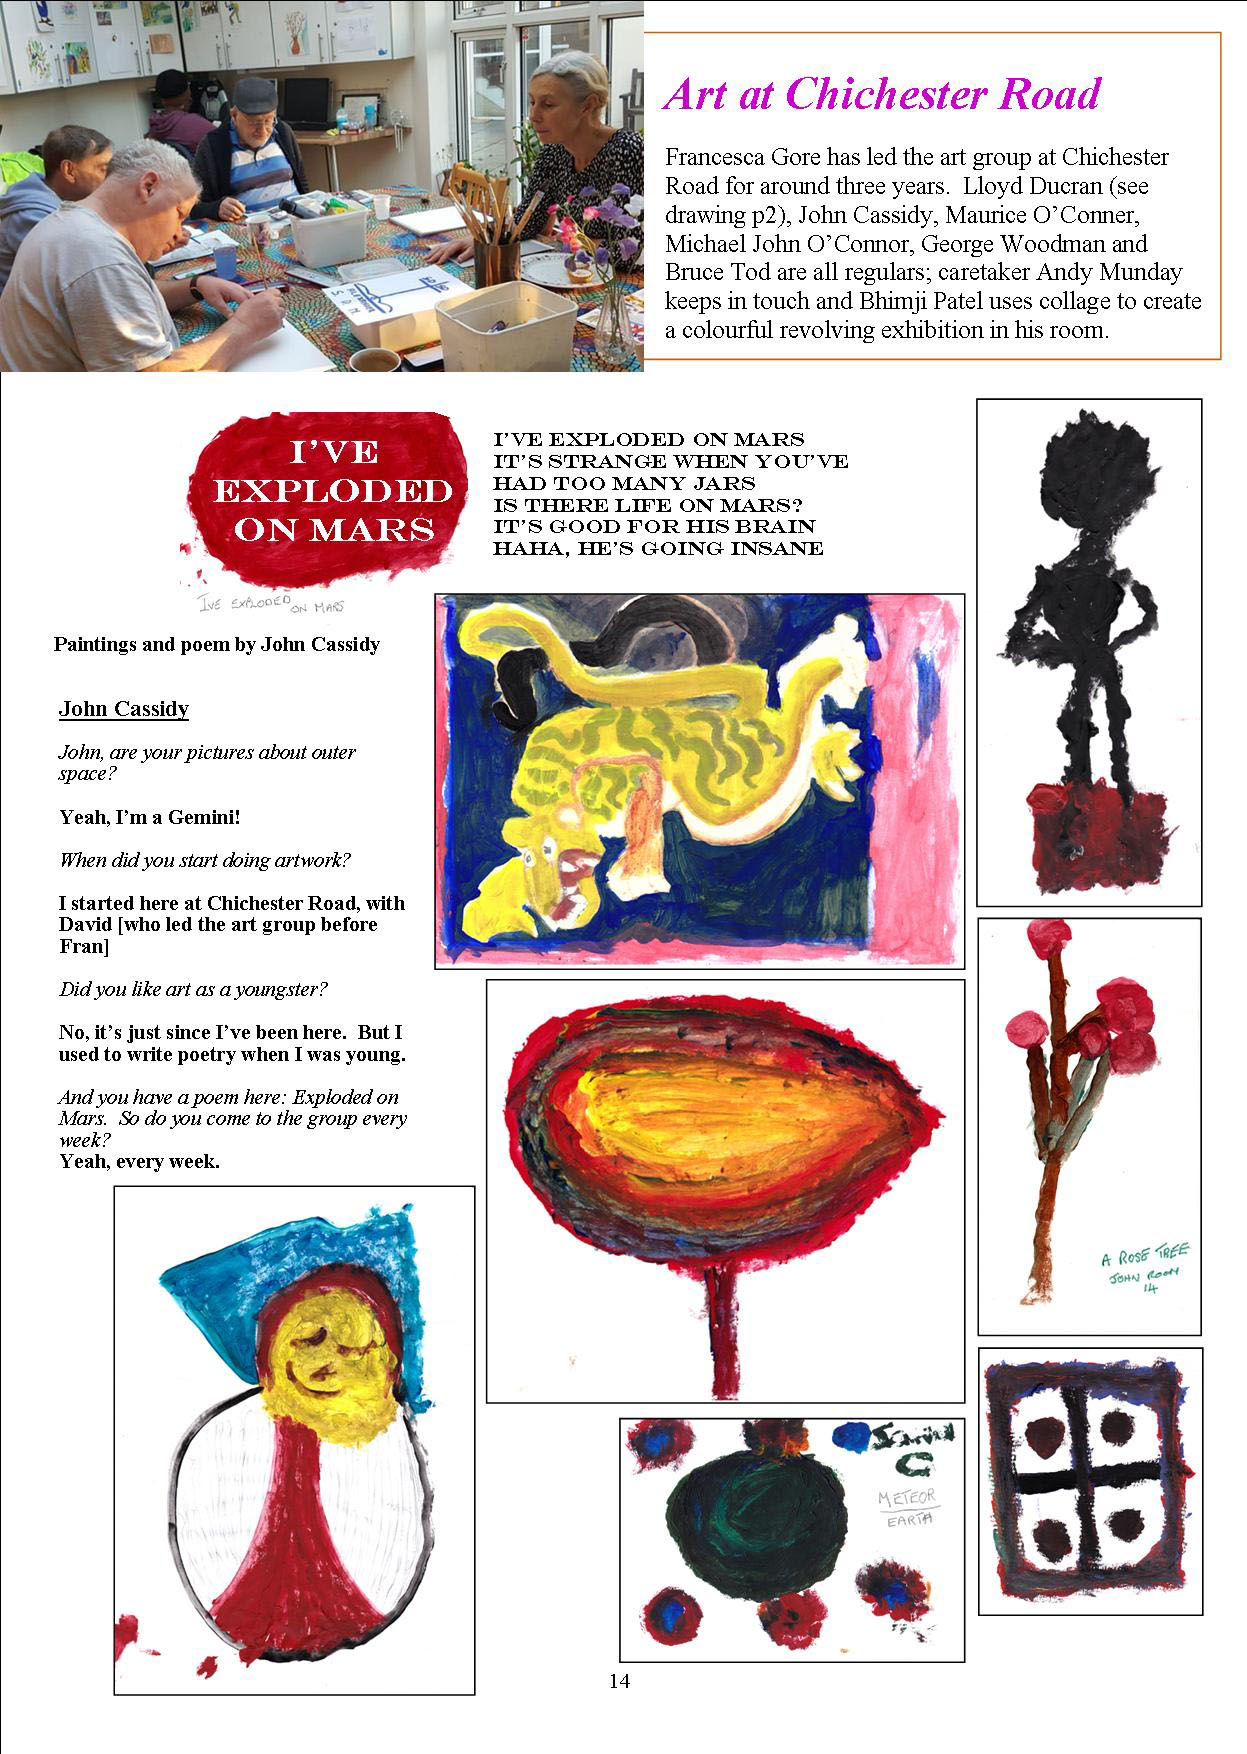 Art at Chichester Road
Francesca Gore has led the art group at Chichester
Road for around three years.  Lloyd Ducran (see
drawing p2), John Cassidy, Maurice O’Conner,
Michael John O’Connor, George Woodman and
Bruce Tod are all regulars; caretaker Andy Munday
keeps in touch and Bhimji Patel uses collage to create
a colourful revolving exhibition in his room.
I’VE
EXPLODED
ON MARS
IVE EXPLODED ON MARS
I’VE EXPLODED ON MARS
IT’S STRANGE WHEN YOU’VE
HAD TOO MANY JARS
IS THERE LIFE ON MARS?
IT’S GOOD FOR HIS BRAIN
HAHA, HE’S GOING INSANE
Paintings and poem by John Cassidy
John Cassidy
John, are your pictures about outer
space?
Yeah, I’m a Gemini!
When did you start doing artwork?
I started here at Chichester Road, with
David [who led the art group before
Fran]
Did you like art as a youngster?
No, it’s just since I’ve been here.  But I
used to write poetry when I was young.
And you have a poem here: Exploded on
Mars.  So do you come to the group every
week?
Yeah, every week.
A ROSE TREE
JOHN ROOM
14
C
METEOR
EARTH
14